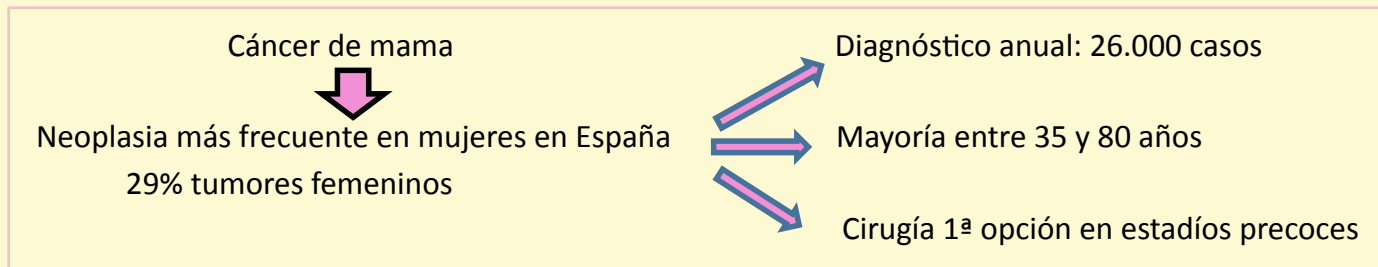 Cáncer de mama
Neoplasia más frecuente en mujeres en España
29% tumores femeninos
Diagnóstico anual: 26.000 casos
Mayoría entre 35 y 80 años
Cirugía 1ª opción en estadíos precoces